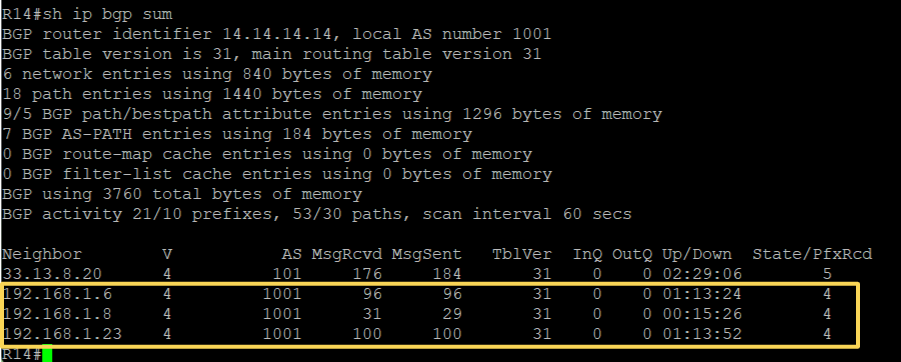 R14#sh ip bgp sum
BGP router identifier 14.14.14.14, local AS number 1001
BGP table version is 31, main routing table version 31
6 network entries using 840 bytes of memory
18 path entries using 1440 bytes of memory
9/5 BGP path/bestpath attribute entries using 1296 bytes of memory
7 BGP AS-PATH entries using 184 bytes of memory
0 BGP route-map cache entries using 0 bytes of memory
0 BGP filter-list cache entries using 0 bytes of memory
BGP using 3760 total bytes of memory
BGP activity 21/10 prefixes, 53/30 paths, scan interval 60 secs
Neighbor V AS MsgRcvd MsgSent TblVer InQ OutQ Up/Down State/PfxRcd
33.13.8.20 4 101 176 184 31 0 0 02:29:06 5
192.168.1.6 4 1001 96 96 31 0 0 01:13:24 4
192.168.1.8 4 1001 31 29 31 0 0 00:15:26 4
192.168.1.23 4 1001 100 100 31 0 0 01:13:52 4
R14#